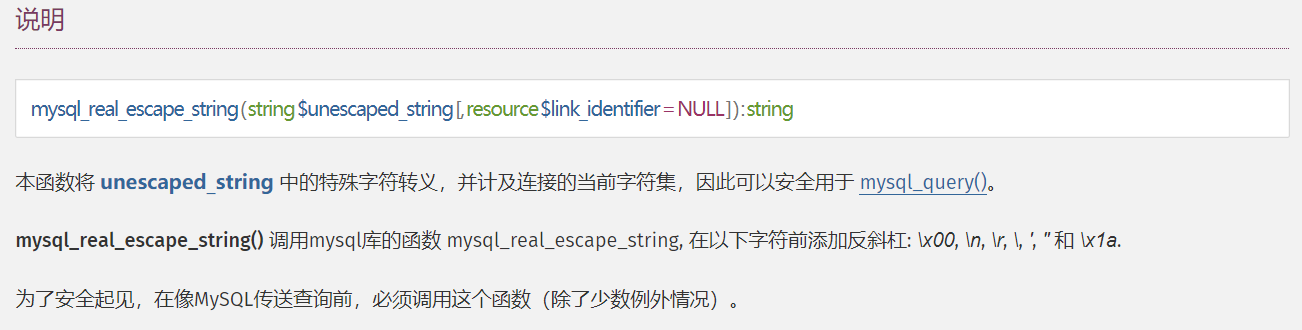 说明
mysql_real_escape_string(string $unescaped_string[, resource $link_identifier = NULL]):string
本函数将 unescaped_string 中的特殊字符转义，并计及连接的当前字符集，因此可以安全用于 mysql_query()。
mysql_real_escape_string() 调用mysql库的函数 mysql_real_escape_string, 在以下字符前添加反斜杠: \x00, \n, \r, \, ', " 和 \x1a.
为了安全起见，在像MySQL传送查询前，必须调用这个函数（除了少数例外情况）。